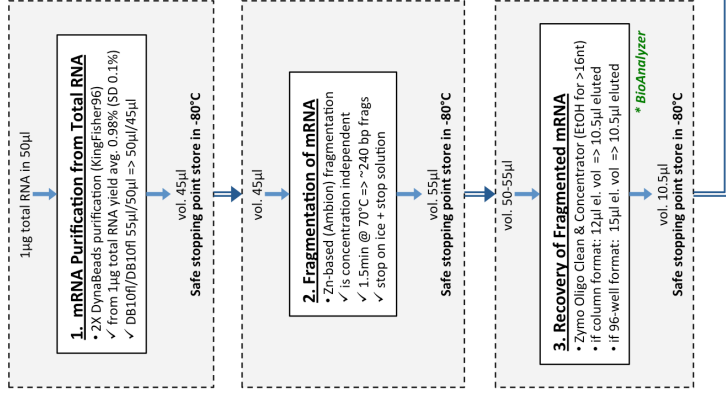 1µg total RNA in 50µl
1. mRNA Purification from Total RNA
• 2X DynaBeads purification (KingFisher96)
✓ from 1µg total RNA yield avg. 0.98% (SD 0.1%)
✓ DB10fl/DB10fl 55µl/50µl => 50µl/45µl
vol. 45µl
Safe stopping point store in -80°C
vol. 45µl
2. Fragmentation of mRNA
• Zn-based (Ambion) fragmentation
✓ is concentration independent
✓ 1.5min @ 70°C => ~240 bp frags
✓ stop on ice + stop solution
vol. 55µl
Safe stopping point store in -80°C
vol. 50-55µl
3. Recovery of Fragmented mRNA
• Zymo Oligo Clean & Concentrator (EtOH for >16nt)
• if column format: 12µl el. vol => 10.5µl eluted
• if 96-well format: 15µl el. vol => 10.5µl eluted
* BioAnalyzer
vol. 10.5µl
Safe stopping point store in -80°C